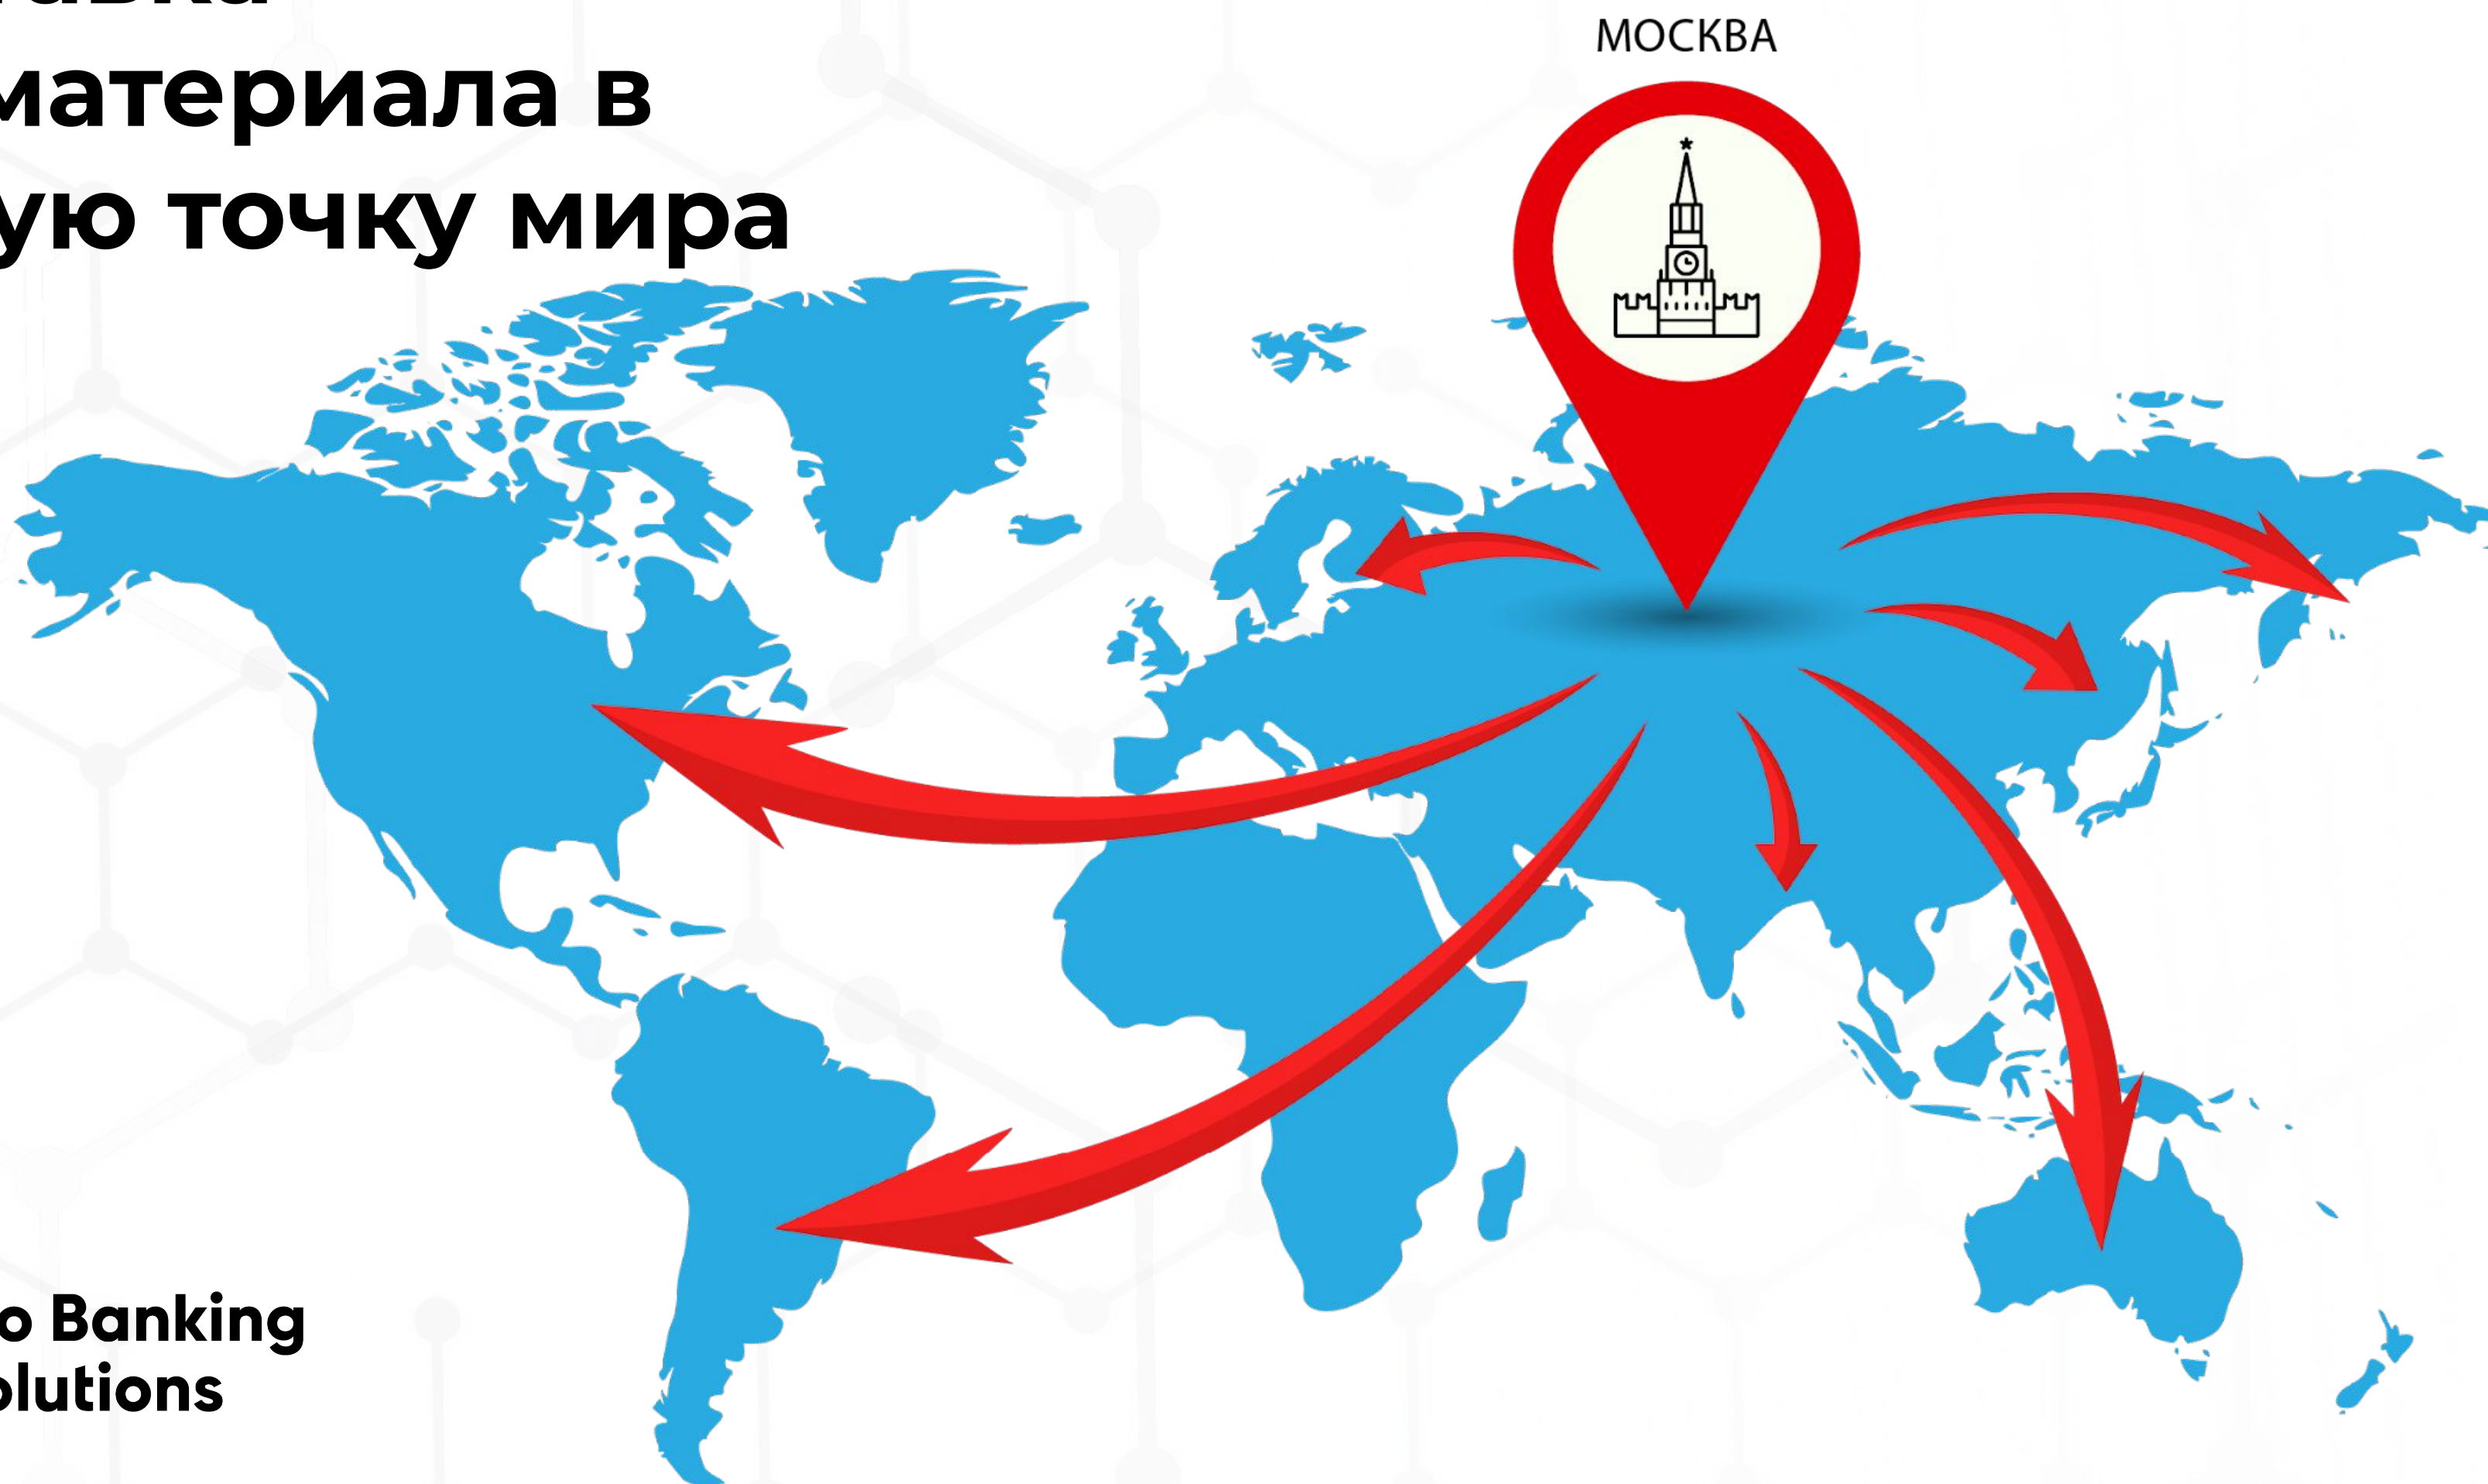 материала в
ую точку мира
МОСКВА
o Banking
olutions